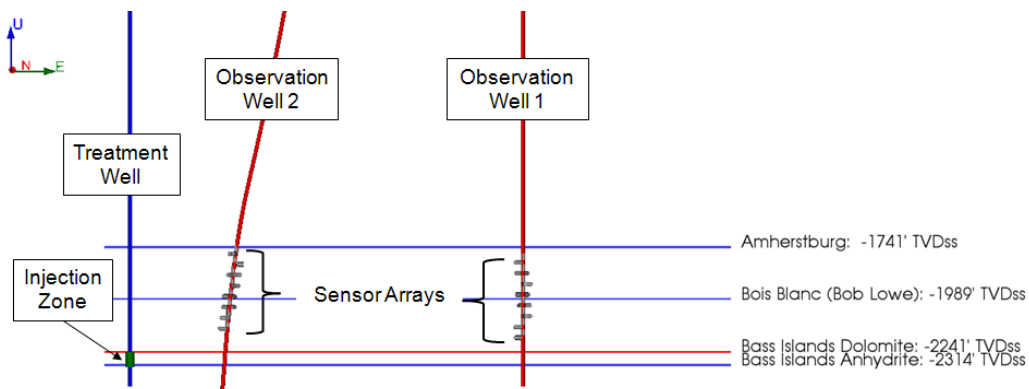 U
N
E
Observation
Well 2
Observation
Well 1
Treatment
Well
Injection
Zone
Sensor Arrays
Amherstburg: -1741' TVDss
Bois Blanc (Bob Lowe): -1989' TVDss
Bass Islands Dolomite: -2241' TVDss
Bass Islands Anhydrite: -2314' TVDss